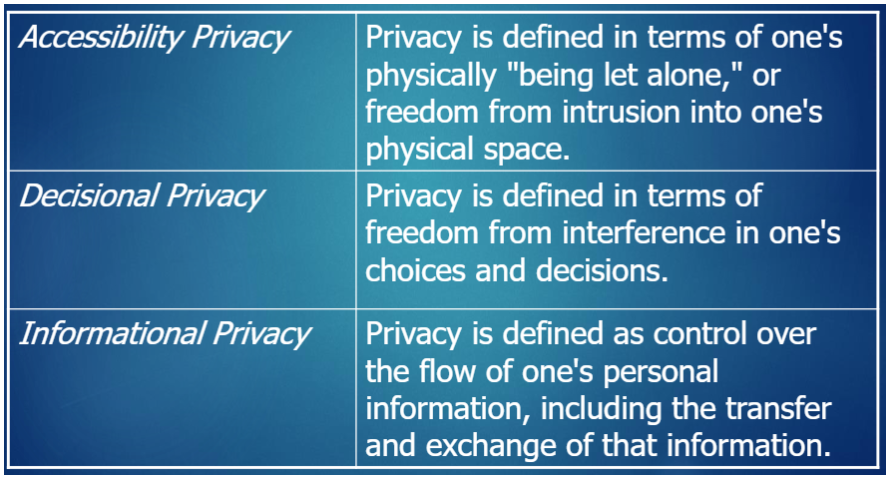 Accessibility Privacy
Privacy is defined in terms of one's
physically "being let alone," or
freedom from intrusion into one's
physical space.
Decisional Privacy
Privacy is defined in terms of
freedom from interference in one's
choices and decisions.
Informational Privacy
Privacy is defined as control over
the flow of one's personal
information, including the transfer
and exchange of that information.